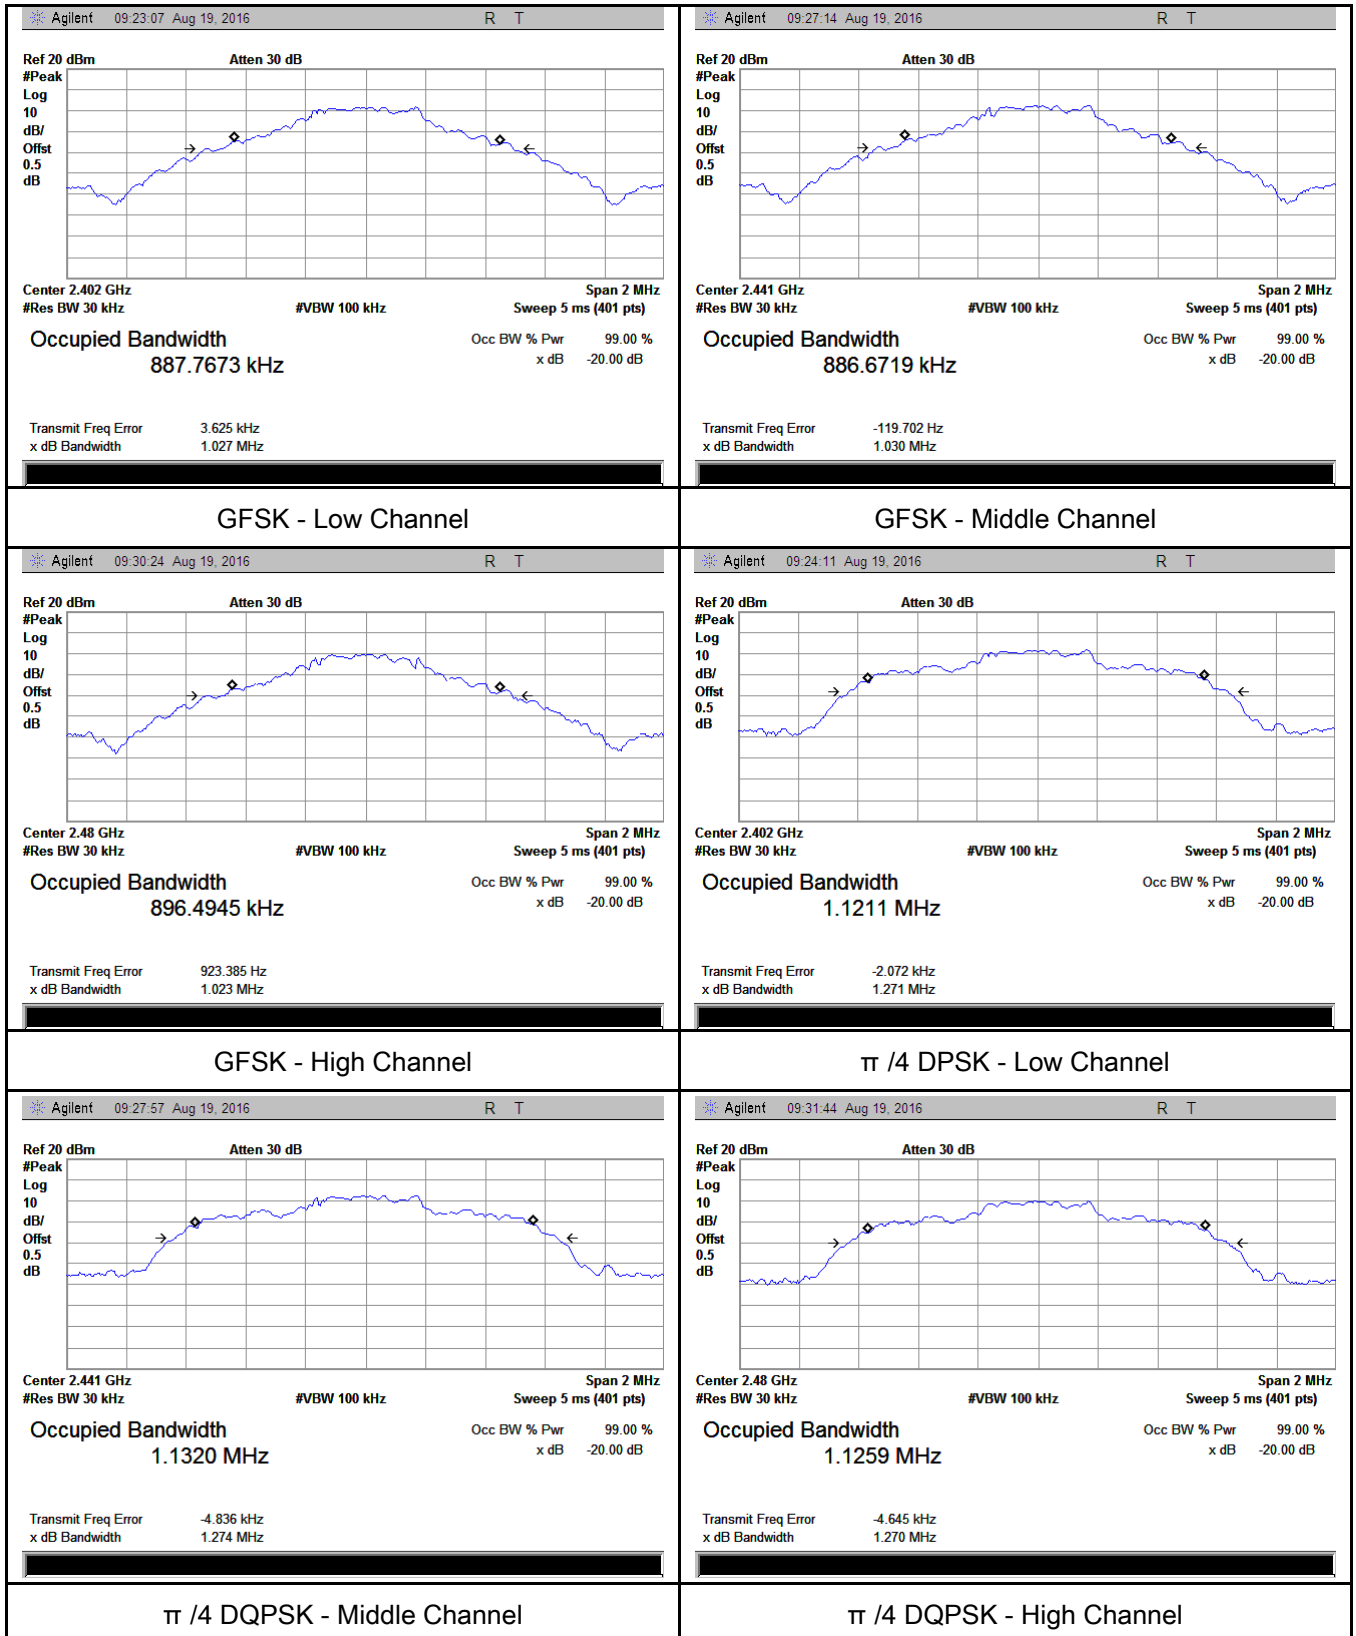 Agilent 09:23:07 Aug 19, 2016 R T
Ref 20 dBm Atten 30 dB
#Peak
Log
10
dB/
Offst
0.5
dB
Center 2.402 GHz Span 2 MHz
#Res BW 30 kHz #VBW 100 kHz Sweep 5 ms (401 pts)
Occupied Bandwidth Occ BW % Pwr 99.00 %
887.7673 kHz x dB -20.00 dB
Transmit Freq Error 3.625 kHz
x dB Bandwidth 1.027 MHz
GFSK - Low Channel
Agilent 09:27:14 Aug 19, 2016 R T
Ref 20 dBm Atten 30 dB
#Peak
Log
10
dB/
Offst
0.5
dB
Center 2.441 GHz Span 2 MHz
#Res BW 30 kHz #VBW 100 kHz Sweep 5 ms (401 pts)
Occupied Bandwidth Occ BW % Pwr 99.00 %
886.6719 kHz x dB -20.00 dB
Transmit Freq Error -119.702 Hz
x dB Bandwidth 1.030 MHz
GFSK - Middle Channel
Agilent 09:30:24 Aug 19, 2016 R T
Ref 20 dBm Atten 30 dB
#Peak
Log
10
dB/
Offst
0.5
dB
Center 2.48 GHz Span 2 MHz
#Res BW 30 kHz #VBW 100 kHz Sweep 5 ms (401 pts)
Occupied Bandwidth Occ BW % Pwr 99.00 %
896.4945 kHz x dB -20.00 dB
Transmit Freq Error 923.385 Hz
x dB Bandwidth 1.023 MHz
GFSK - High Channel
Agilent 09:24:11 Aug 19, 2016 R T
Ref 20 dBm Atten 30 dB
#Peak
Log
10
dB/
Offst
0.5
dB
Center 2.402 GHz Span 2 MHz
#Res BW 30 kHz #VBW 100 kHz Sweep 5 ms (401 pts)
Occupied Bandwidth Occ BW % Pwr 99.00 %
1.1211 MHz x dB -20.00 dB
Transmit Freq Error -2.072 kHz
x dB Bandwidth 1.271 MHz
π /4 DPSK - Low Channel
Agilent 09:27:57 Aug 19, 2016 R T
Ref 20 dBm Atten 30 dB
#Peak
Log
10
dB/
Offst
0.5
dB
Center 2.441 GHz Span 2 MHz
#Res BW 30 kHz #VBW 100 kHz Sweep 5 ms (401 pts)
Occupied Bandwidth Occ BW % Pwr 99.00 %
1.1320 MHz x dB -20.00 dB
Transmit Freq Error -4.836 kHz
x dB Bandwidth 1.274 MHz
π /4 DQPSK - Middle Channel
Agilent 09:31:44 Aug 19, 2016 R T
Ref 20 dBm Atten 30 dB
#Peak
Log
10
dB/
Offst
0.5
dB
Center 2.48 GHz Span 2 MHz
#Res BW 30 kHz #VBW 100 kHz Sweep 5 ms (401 pts)
Occupied Bandwidth Occ BW % Pwr 99.00 %
1.1259 MHz x dB -20.00 dB
Transmit Freq Error -4.645 kHz
x dB Bandwidth 1.270 MHz
π /4 DQPSK - High Channel